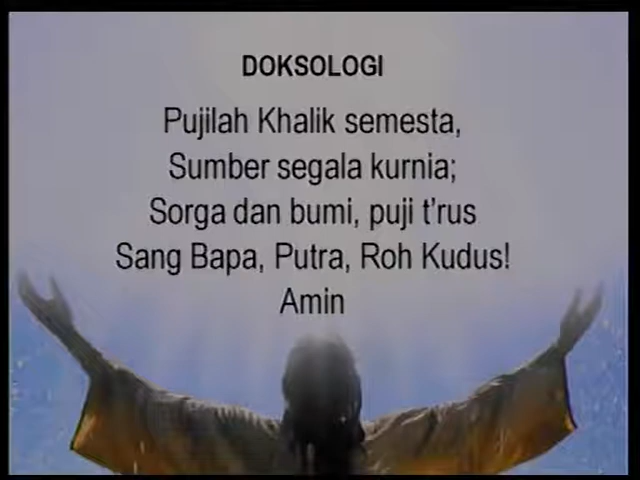 DOKSOLOGI
Pujilah Khalik semesta,
Sumber segala kurnia;
Sorga dan bumi, puji t'rus
Sang Bapa, Putra, Roh Kudus!
Amin